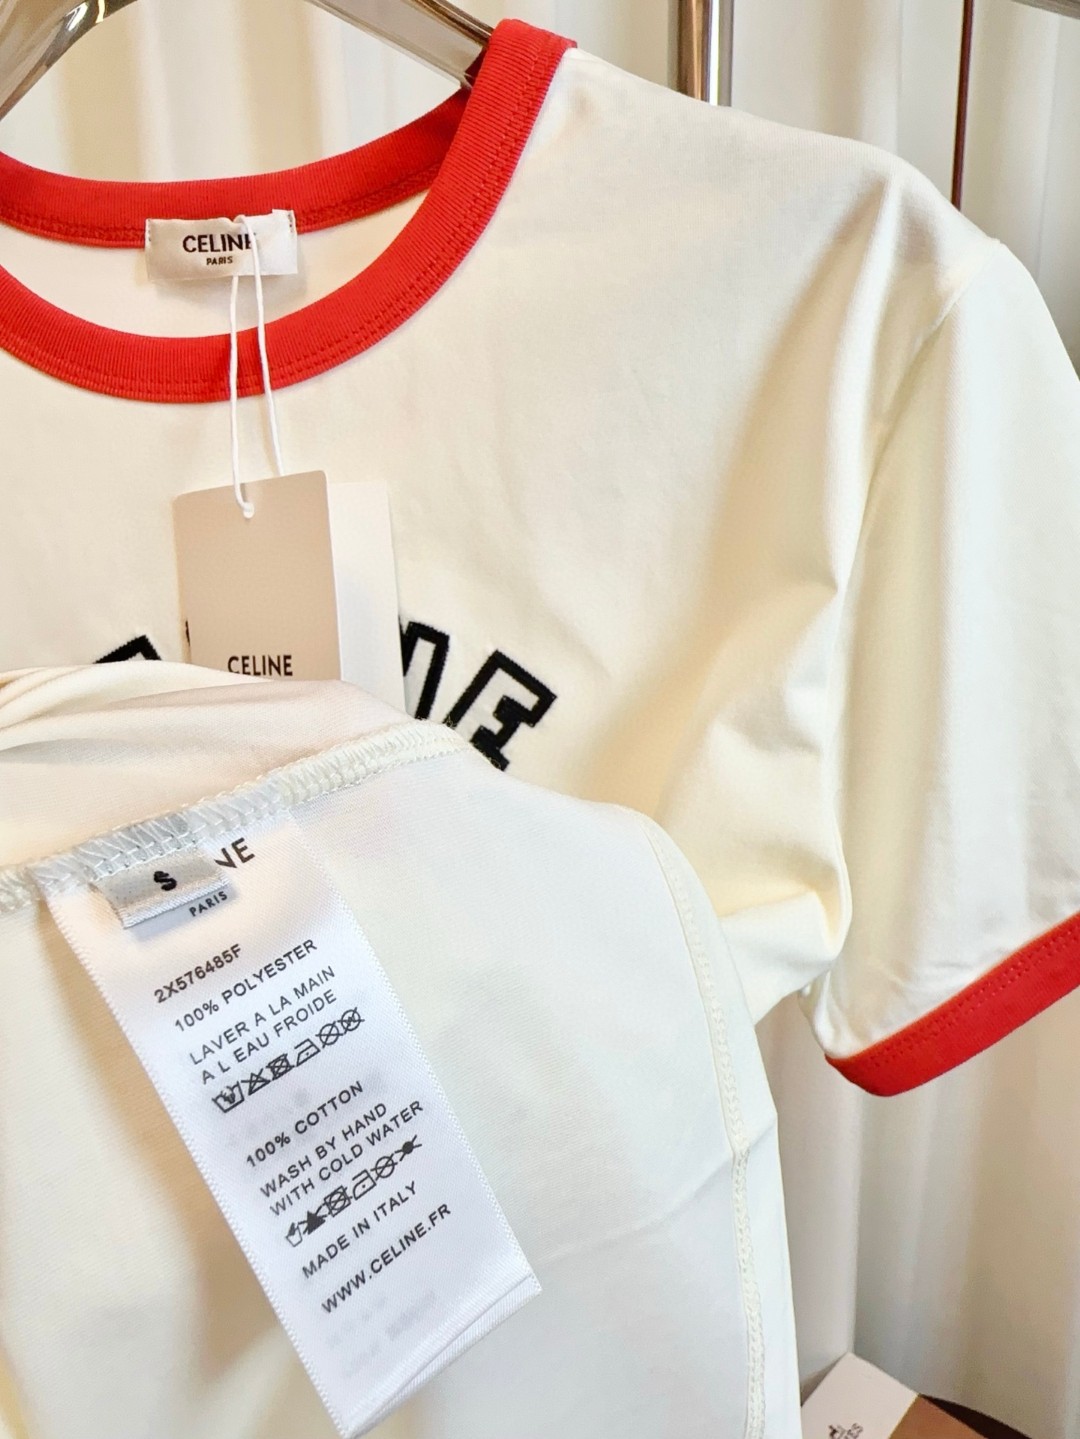 CELINE
PARIS
CELINE
NE
S
PARIS
2X576485F
100% POLYESTER
LAVER A LA MAIN
A L EAU FROIDE
100% COTTON
WASH BY HAND
WITH COLD WATER
MADE IN ITALY
WWW.CELINE.FR